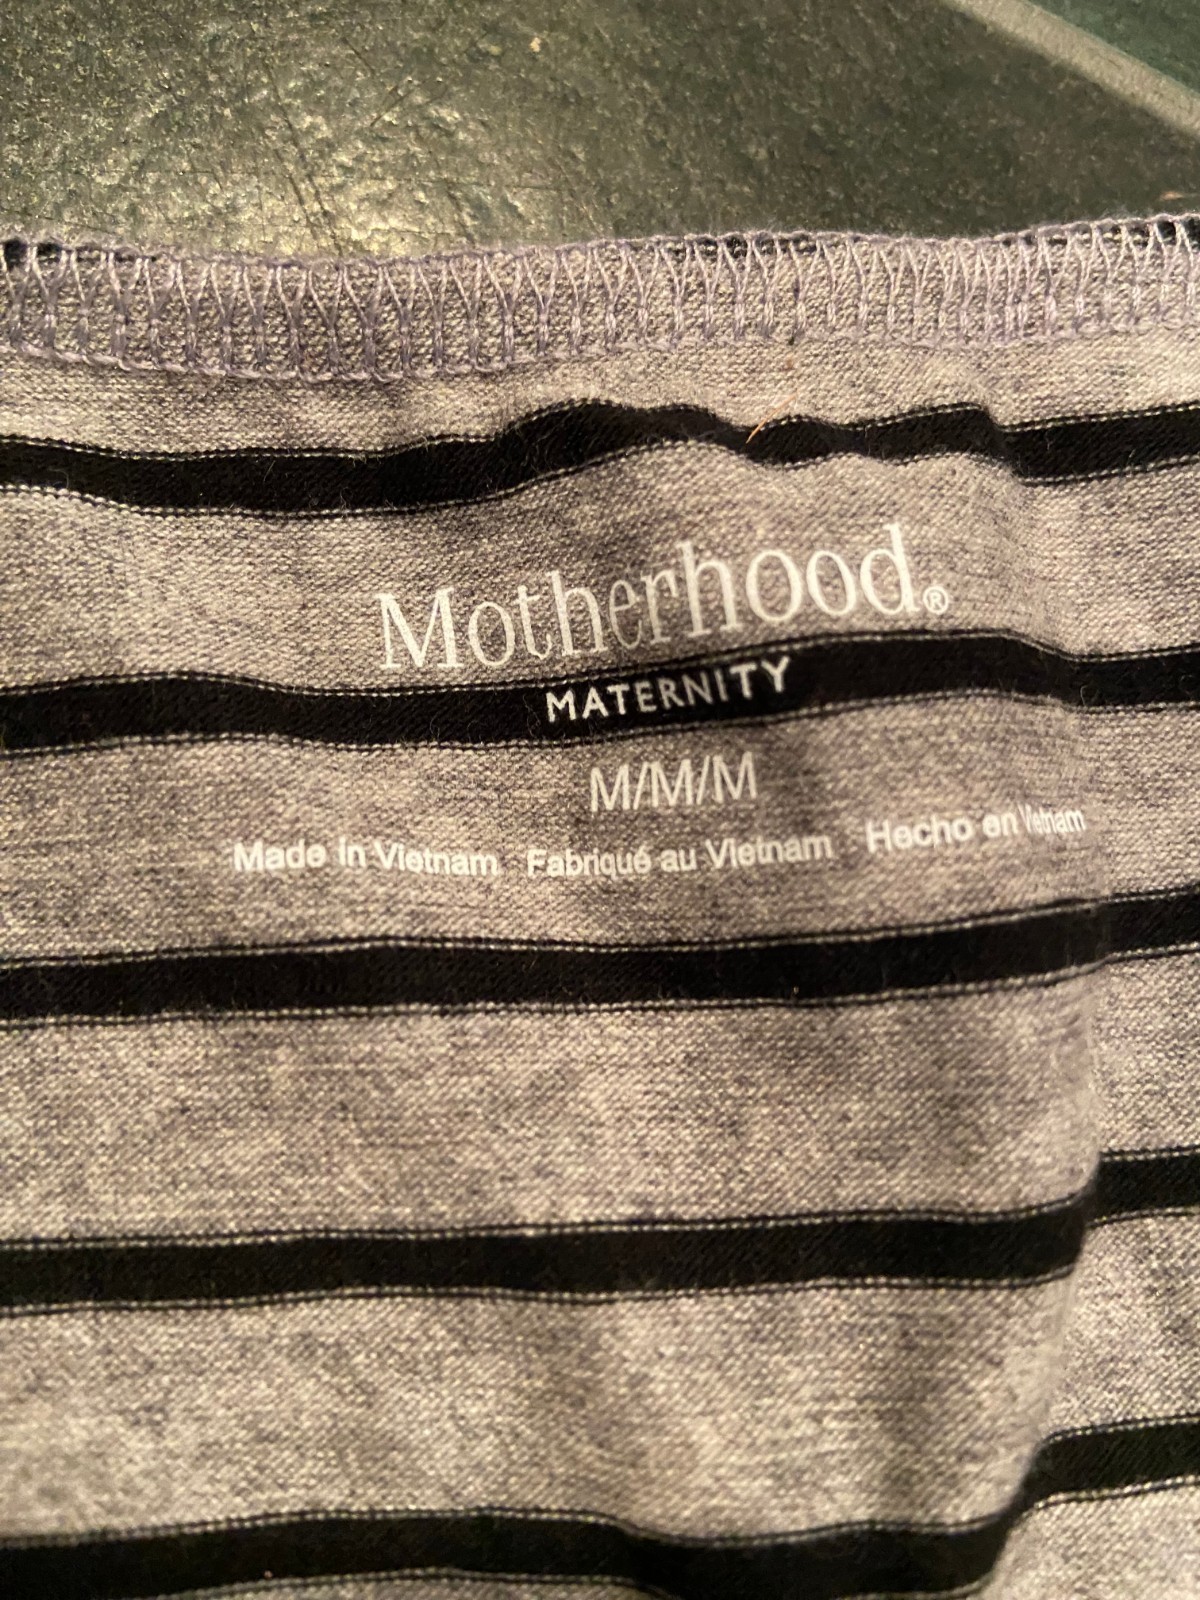 Motherhood®
MATERNITY
M/M/M
Made in Vietnam Fabriqué au Vietnam Hecho en Vietnam